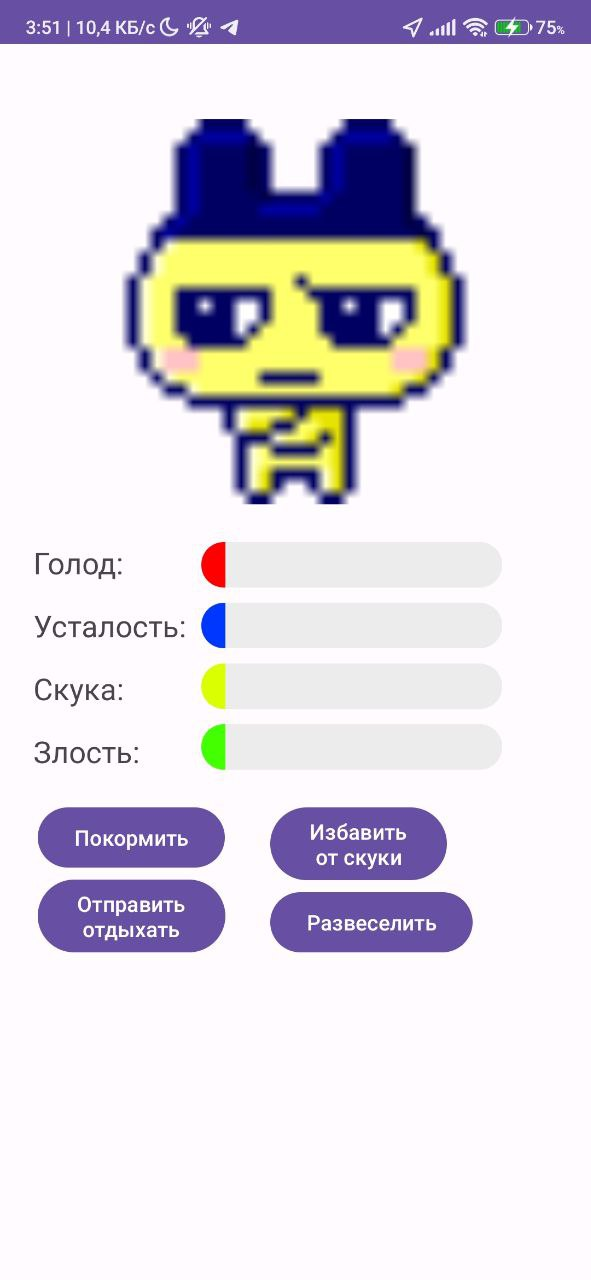 3:51 | 10,4 КБ/с 75%
Голод:
Усталость:
Скука:
Злость:
Покормить
Избавить
от скуки
Отправить
отдыхать
Развеселить